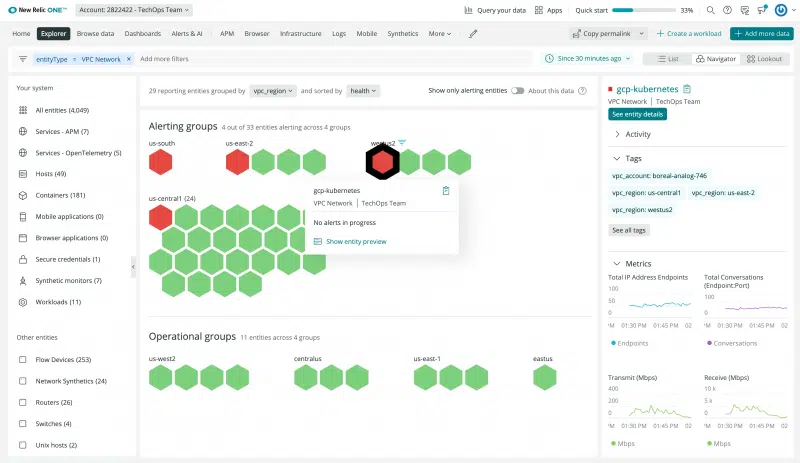 New Relic ONE™
Account: 2822422 - TechOps Team
Query your data
Apps
Quick start
33%
Home
Explorer
Browse data
Dashboards
Alerts & AI
APM
Browser
Infrastructure
Logs
Mobile
Synthetics
More
Copy permalink
Create a workload
Add more data
entityType = VPC Network ×
Add more filters
Since 30 minutes ago
List
Navigator
Lookout
Your system
All entities (4,049)
Services - APM (7)
Services - OpenTelemetry (5)
Hosts (49)
Containers (181)
Mobile applications (0)
Browser applications (0)
Secure credentials (1)
Synthetic monitors (7)
Workloads (11)
Other entities
Flow Devices (253)
Network Synthetics (24)
Routers (26)
Switches (4)
Unix hosts (2)
29 reporting entities grouped by vpc_region and sorted by health
Show only alerting entities
About this data
Alerting groups 4 out of 33 entities alerting across 4 groups
us-south
us-east-2
westus2
us-central1 (24)
gcp-kubernetes
VPC Network | TechOps Team
No alerts in progress
Show entity preview
Operational groups 11 entities across 4 groups
us-west2
centralus
us-east-1
eastus
gcp-kubernetes
VPC Network | TechOps Team
See entity details
Activity
Tags
vpc_account: boreal-analog-746
vpc_region: us-central1
vpc_region: us-east-2
vpc_region: westus2
See all tags
Metrics
Total IP Address Endpoints
100
50
0
PM 01:30 PM 01:45 PM 02
Endpoints
Total Conversations (Endpoint:Port)
100
0
PM 01:30 PM 01:45 PM 02
Conversations
Transmit (Mbps)
400
200
0
PM 01:30 PM 01:45 PM 02
Mbps
Receive (Mbps)
10 k
5 k
0
PM 01:30 PM 01:45 PM 02
Mbps